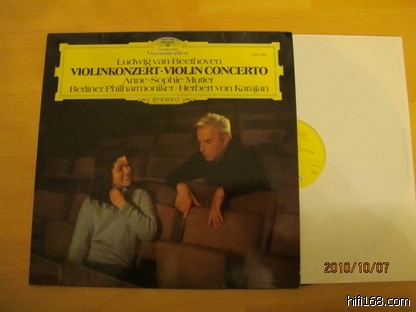 Ludwig van Beethoven
VIOLINKONZERT · VIOLIN CONCERTO
Anne-Sophie Mutter
Berliner Philharmoniker · Herbert von Karajan
STEREO
2010/10/07
hifi168.com